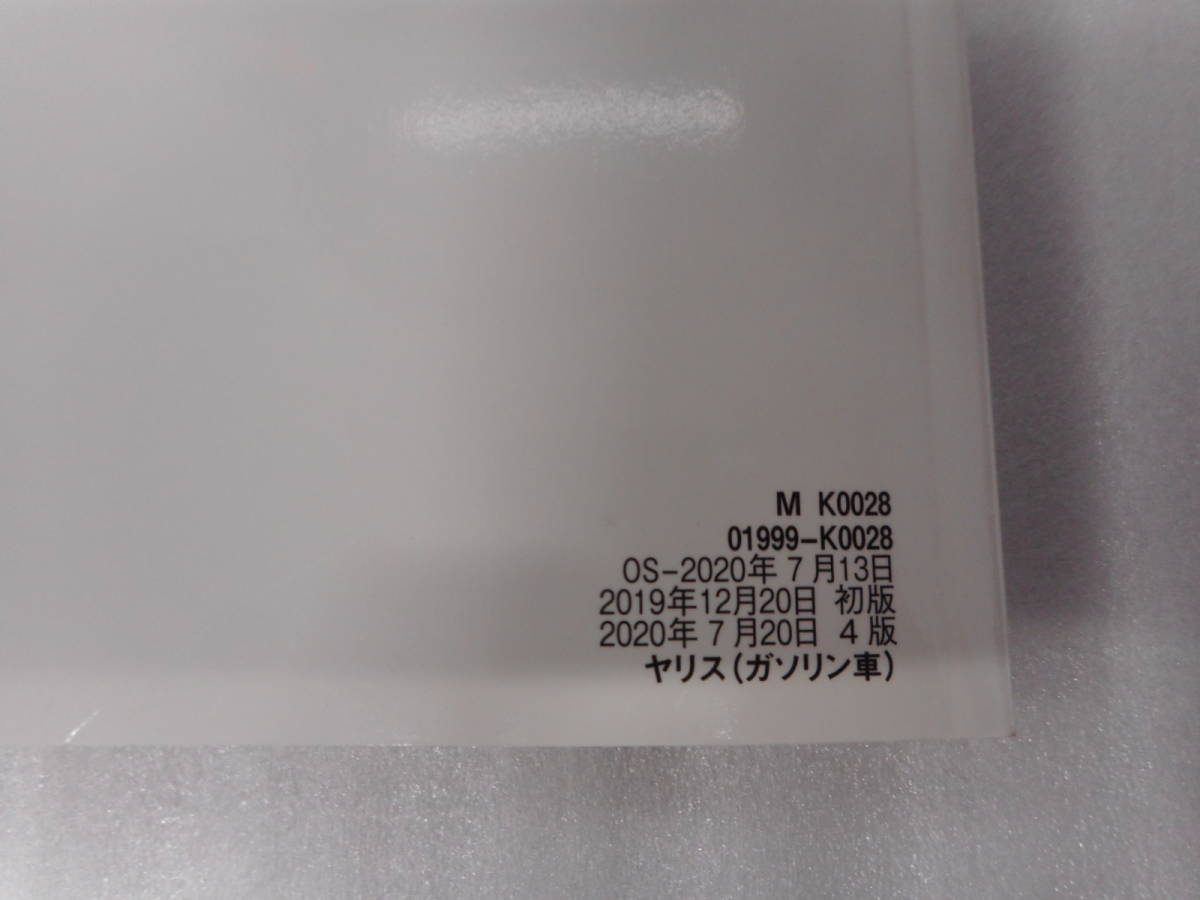 M K0028
01999-K0028
OS-2020年7月13日
2019年12月20日 初版
2020年7月20日 4版
ヤリス(ガソリン車)